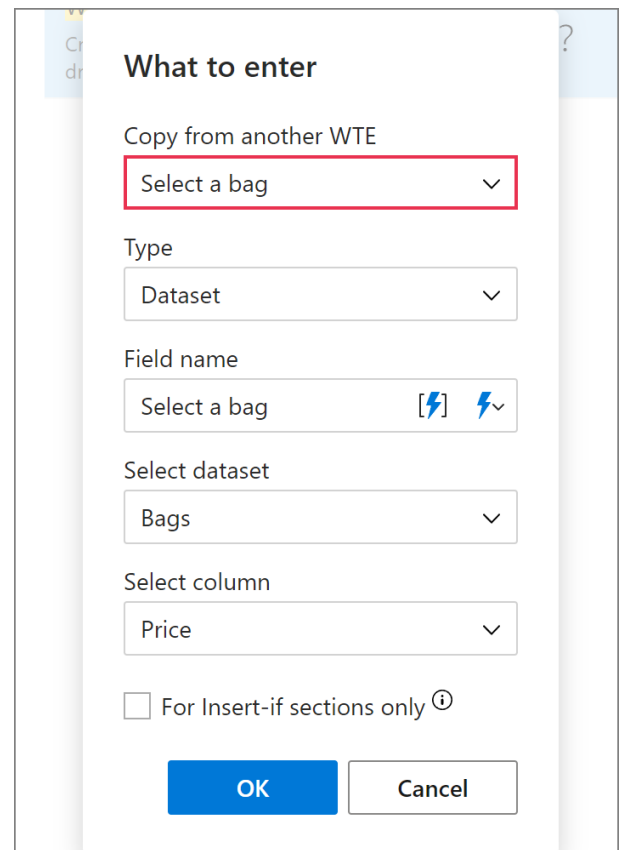 ?
What to enter
Copy from another WTE
Select a bag
Type
Dataset
Field name
Select a bag
Select dataset
Bags
Select column
Price
For Insert-if sections only
OK
Cancel